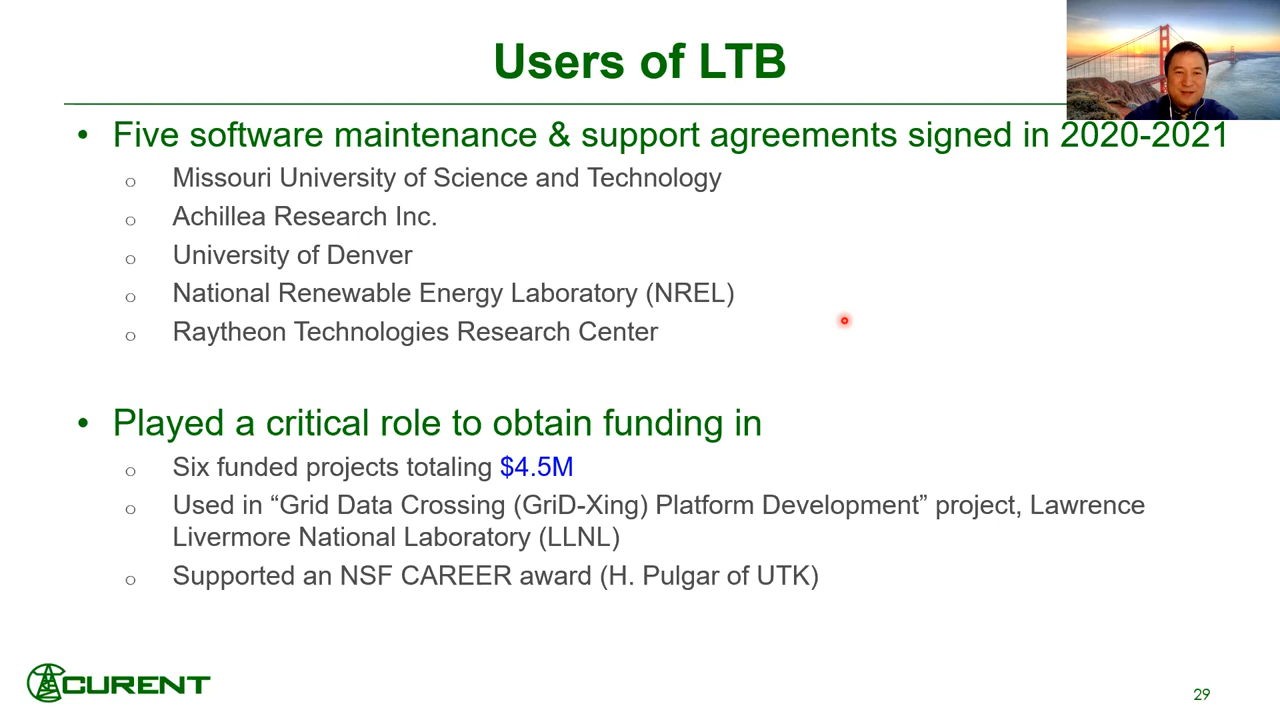 Users of LTB
• Five software maintenance & support agreements signed in 2020-2021
o Missouri University of Science and Technology
o Achillea Research Inc.
o University of Denver
o National Renewable Energy Laboratory (NREL)
o Raytheon Technologies Research Center
• Played a critical role to obtain funding in
o Six funded projects totaling $4.5M
o Used in “Grid Data Crossing (GriD-Xing) Platform Development” project, Lawrence
Livermore National Laboratory (LLNL)
o Supported an NSF CAREER award (H. Pulgar of UTK)
CURENT
29